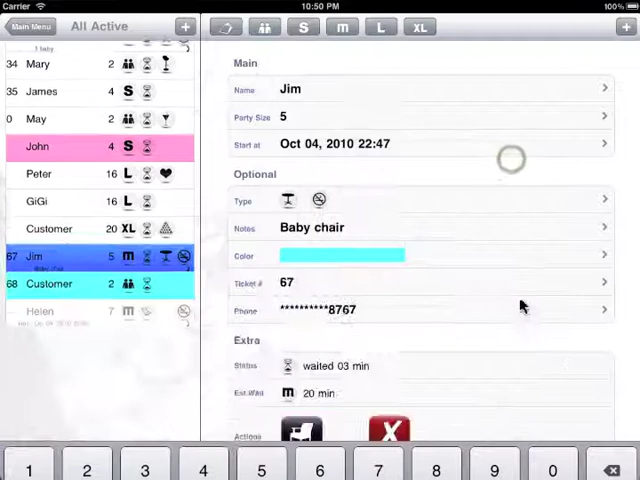 Carrier 10:50 PM 100%
Main Menu All Active + S m L XL +
1 baby
34 Mary 2
35 James 4 S
0 May 2
John 4 S
Peter 16 L
GiGi 16 L
Customer 20 XL
67 Jim 5 m
Baby chair
68 Customer 2
Helen 7 m
Main
Name Jim
Party Size 5
Start at Oct 04, 2010 22:47
Optional
Type
Notes Baby chair
Color
Ticket # 67
Phone **********8767
Extra
Status waited 03 min
Est.Wait m 20 min
Actions X
1 2 3 4 5 6 7 8 9 0